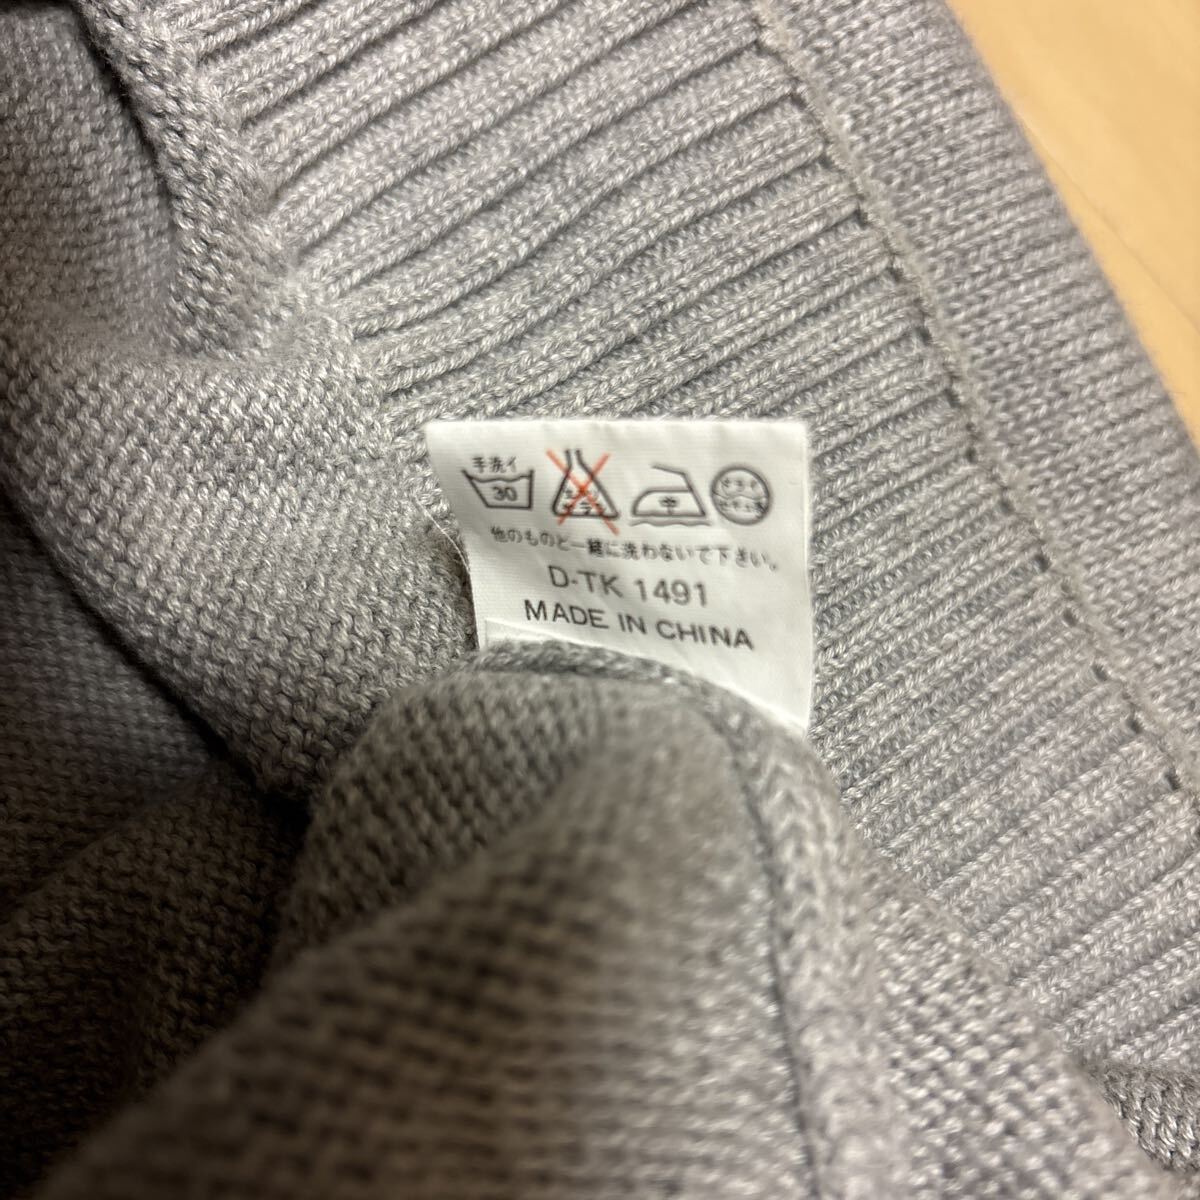 手洗イ
30 中
他のものと一緒に洗わないで下さい。
D-TK 1491
MADE IN CHINA